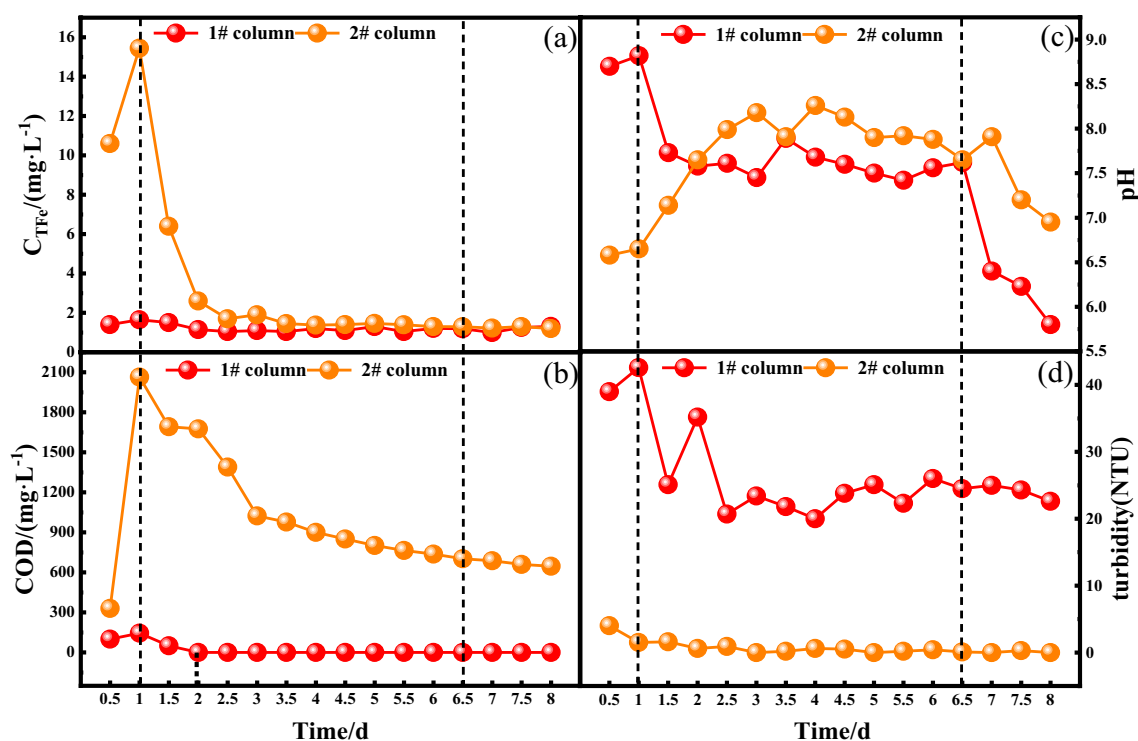 1# column 2# column (a)
16
14
12
10
8
6
4
2
0
C_TFe/(mg·L⁻¹)
1# column 2# column (b)
2100
1800
1500
1200
900
600
300
0
COD/(mg·L⁻¹)
0.5 1 1.5 2 2.5 3 3.5 4 4.5 5 5.5 6 6.5 7 7.5 8
Time/d
1# column 2# column (c)
9.0
8.5
8.0
7.5
7.0
6.5
6.0
5.5
pH
1# column 2# column (d)
40
30
20
10
0
turbidity(NTU)
0.5 1 1.5 2 2.5 3 3.5 4 4.5 5 5.5 6 6.5 7 7.5 8
Time/d